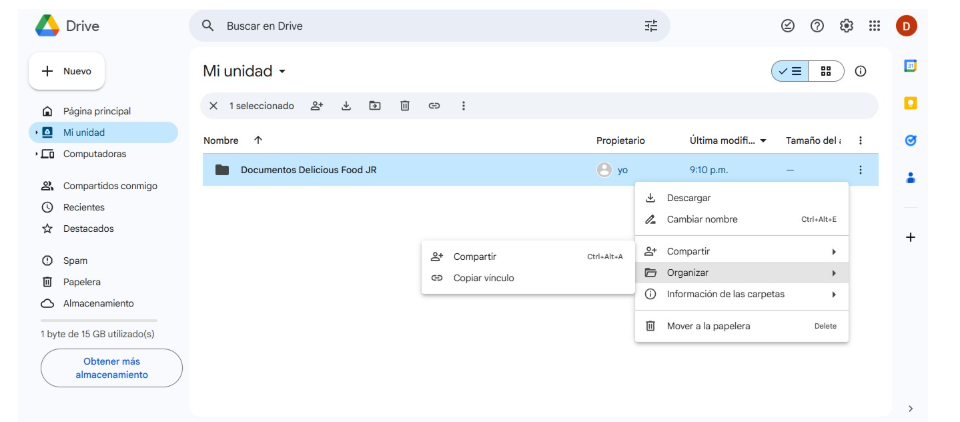 Drive
Buscar en Drive
D
Nuevo
Mi unidad
1 seleccionado
Página principal
Mi unidad
Computadoras
Compartidos conmigo
Recientes
Destacados
Spam
Papelera
Almacenamiento
1 byte de 15 GB utilizado(s)
Obtener más
almacenamiento
Nombre Propietario Última modifi... Tamaño del
Documentos Delicious Food JR yo 9:10 p.m. —
Descargar
Cambiar nombre Ctrl+Alt+E
Compartir
Organizar
Información de las carpetas
Mover a la papelera Delete
Compartir Ctrl+Alt+A
Copiar vínculo